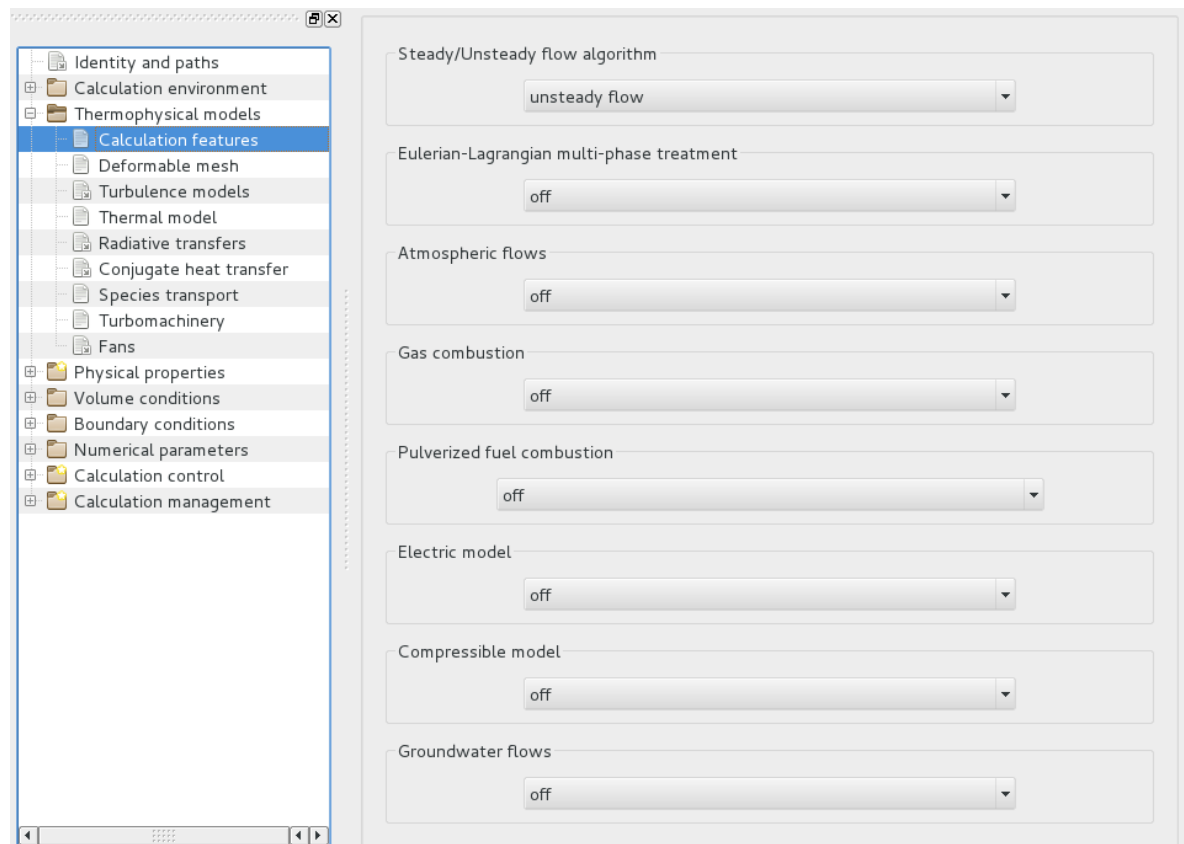 Identity and paths
Calculation environment
Thermophysical models
Calculation features
Deformable mesh
Turbulence models
Thermal model
Radiative transfers
Conjugate heat transfer
Species transport
Turbomachinery
Fans
Physical properties
Volume conditions
Boundary conditions
Numerical parameters
Calculation control
Calculation management
Steady/Unsteady flow algorithm
unsteady flow
Eulerian-Lagrangian multi-phase treatment
off
Atmospheric flows
off
Gas combustion
off
Pulverized fuel combustion
off
Electric model
off
Compressible model
off
Groundwater flows
off